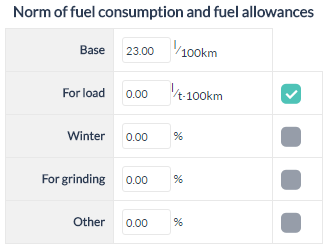 Norm of fuel consumption and fuel allowances
Base 23.00 l/100km
For load 0.00 l/t·100km
Winter 0.00 %
For grinding 0.00 %
Other 0.00 %